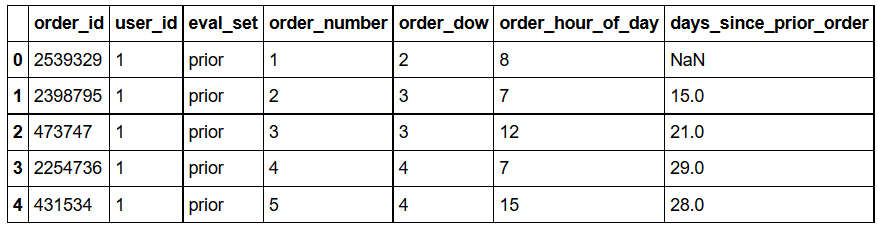 order_id user_id eval_set order_number order_dow order_hour_of_day days_since_prior_order
0 2539329 1 prior 1 2 8 NaN
1 2398795 1 prior 2 3 7 15.0
2 473747 1 prior 3 3 12 21.0
3 2254736 1 prior 4 4 7 29.0
4 431534 1 prior 5 4 15 28.0